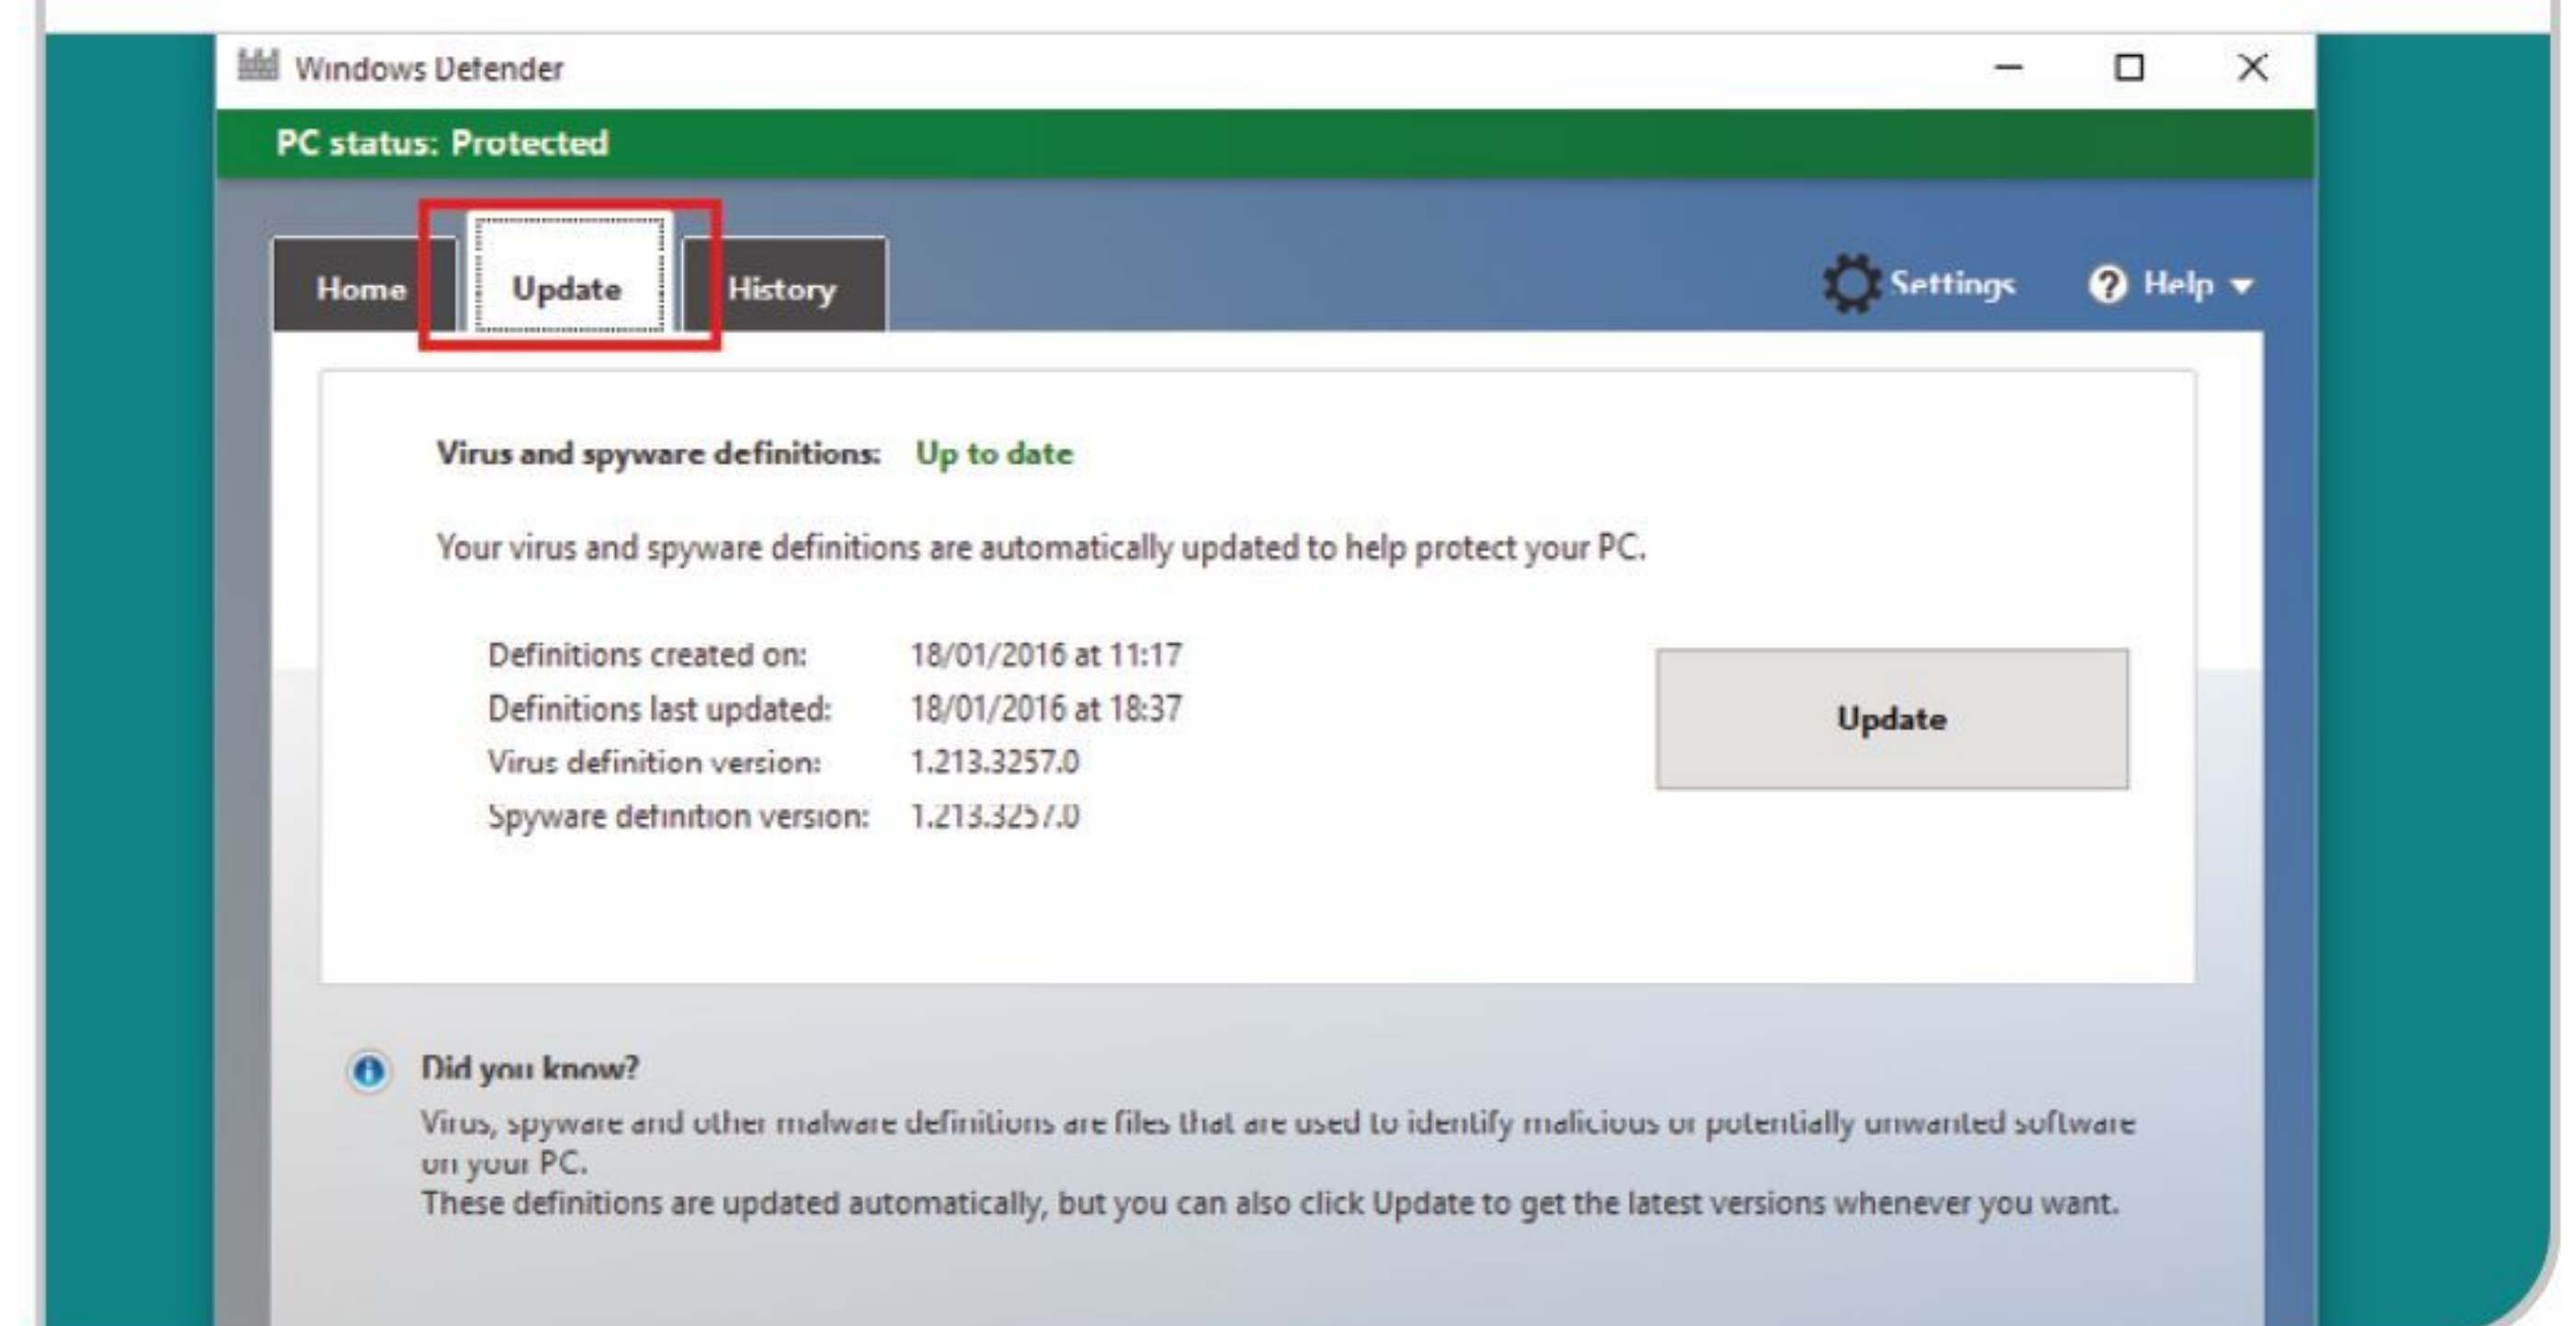 Windows Defender
PC status: Protected
Home
Update
History
Settings
Help
Virus and spyware definitions: Up to date
Your virus and spyware definitions are automatically updated to help protect your PC.
Definitions created on: 18/01/2016 at 11:17
Definitions last updated: 18/01/2016 at 18:37
Virus definition version: 1.213.3257.0
Spyware definition version: 1.213.3257.0
Update
Did you know?
Virus, spyware and other malware definitions are files that are used to identify malicious or potentially unwanted software
on your PC.
These definitions are updated automatically, but you can also click Update to get the latest versions whenever you want.